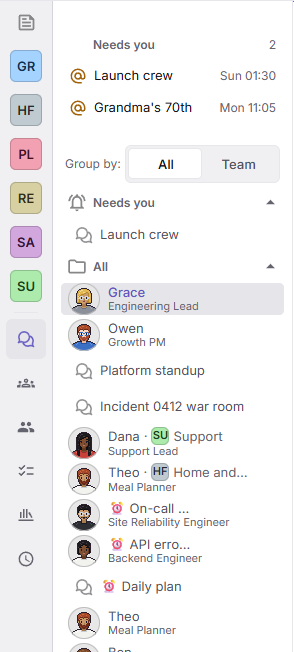 GR
HF
PL
RE
SA
SU
Needs you 2
Launch crew Sun 01:30
Grandma's 70th Mon 11:05
Group by: All Team
Needs you
Launch crew
All
Grace
Engineering Lead
Owen
Growth PM
Platform standup
Incident 0412 war room
Dana · SU Support
Support Lead
Theo · HF Home and...
Meal Planner
⏰ On-call ...
Site Reliability Engineer
⏰ API erro...
Backend Engineer
⏰ Daily plan
Theo
Meal Planner